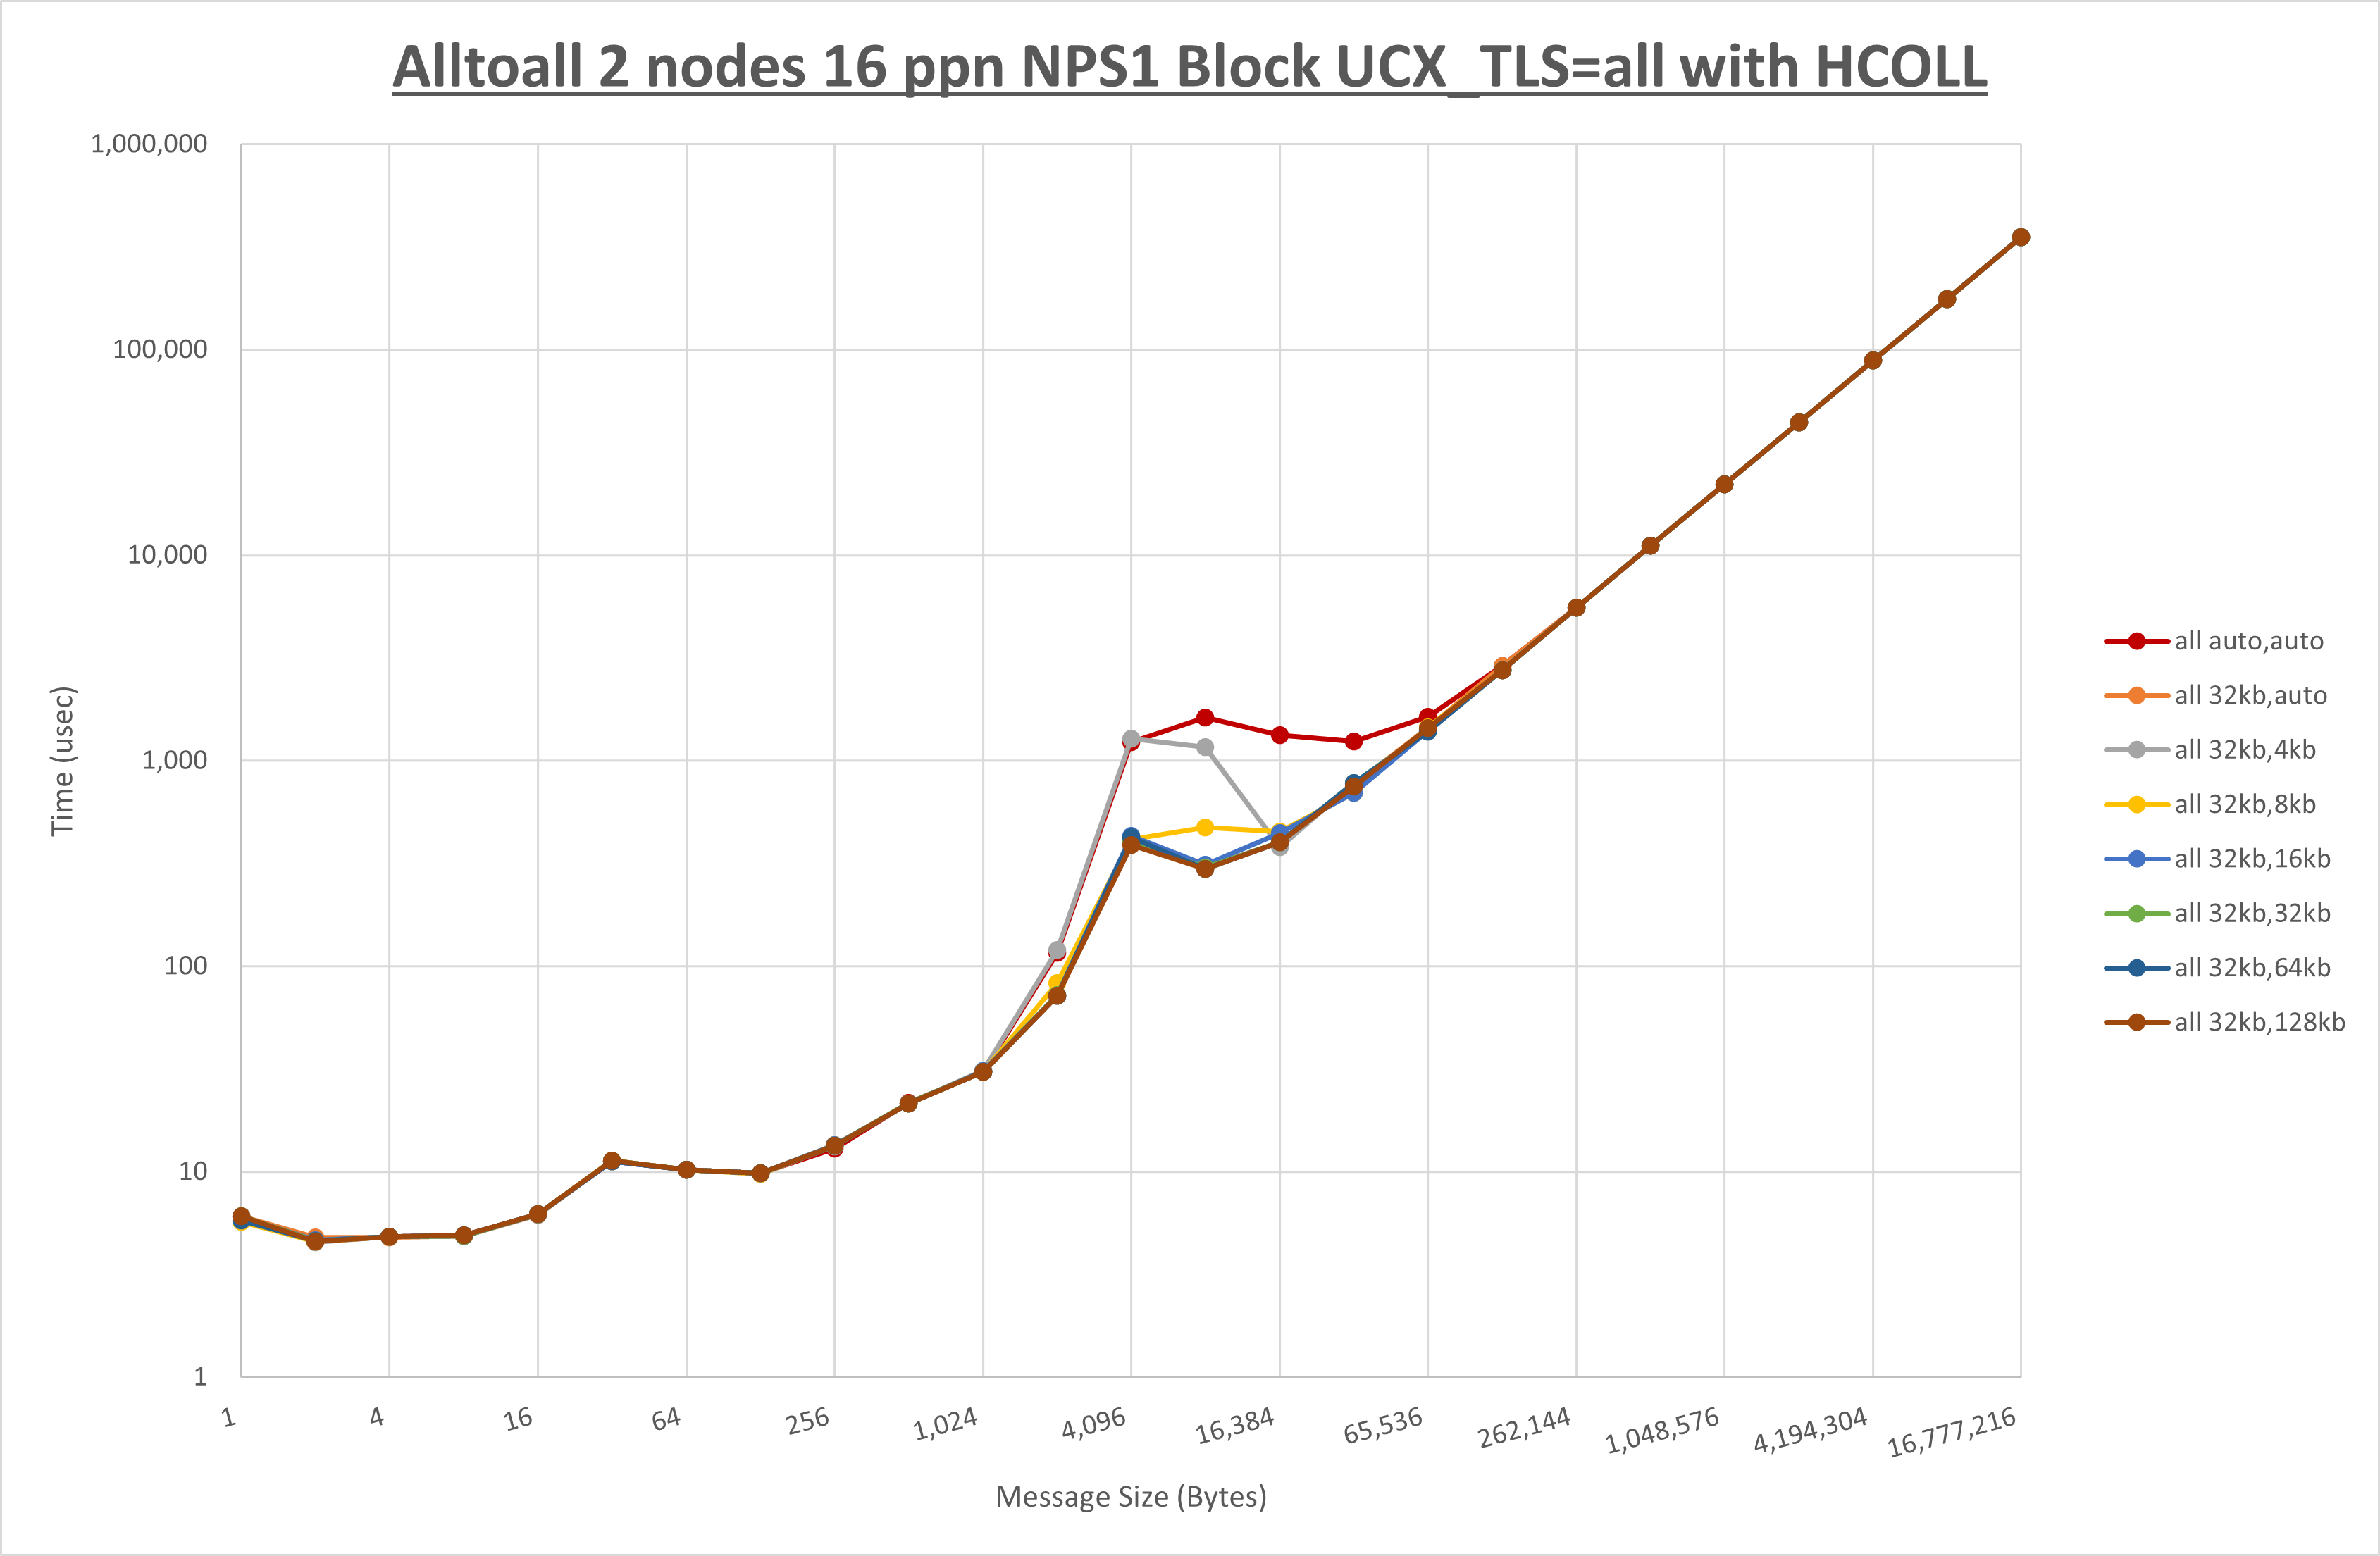 Alltoall 2 nodes 16 ppn NPS1 Block UCX_TLS=all with HCOLL
1,000,000
100,000
10,000
1,000
100
10
1
Time (usec)
1
4
16
64
256
1,024
4,096
16,384
65,536
262,144
1,048,576
4,194,304
16,777,216
Message Size (Bytes)
all auto,auto
all 32kb,auto
all 32kb,4kb
all 32kb,8kb
all 32kb,16kb
all 32kb,32kb
all 32kb,64kb
all 32kb,128kb